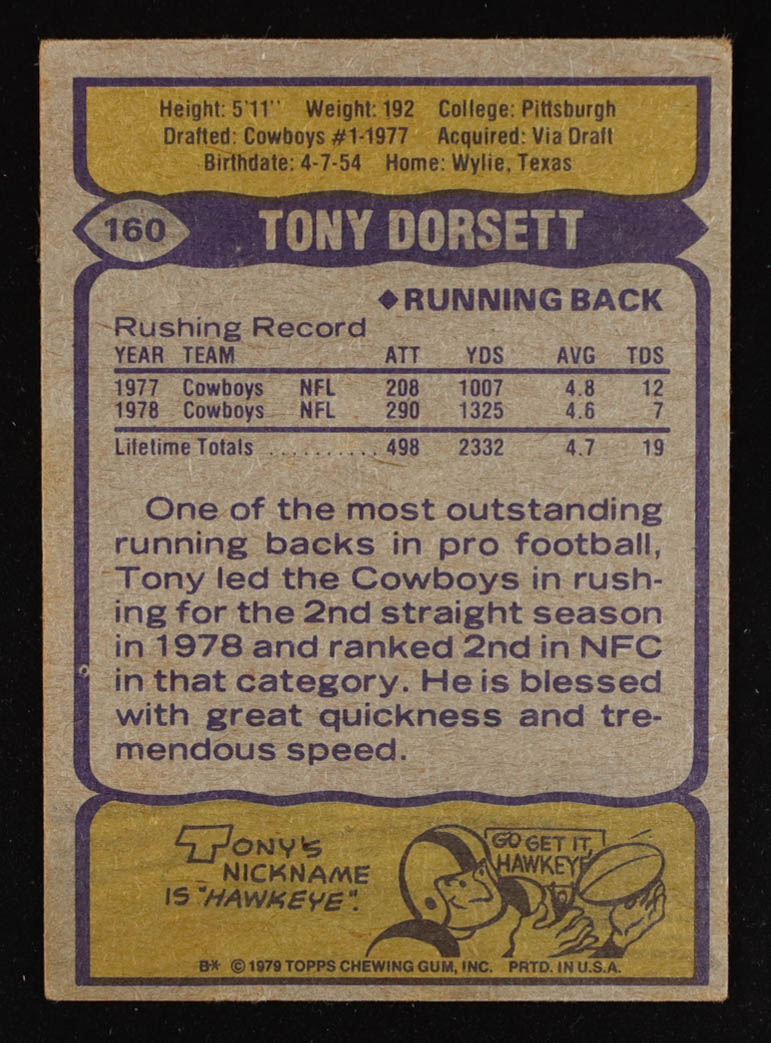 Height: 5'11'' Weight: 192 College: Pittsburgh
Drafted: Cowboys #1-1977 Acquired: Via Draft
Birthdate: 4-7-54 Home: Wylie, Texas
160 TONY DORSETT
◆RUNNING BACK
Rushing Record
YEAR TEAM ATT YDS AVG TDS
1977 Cowboys NFL 208 1007 4.8 12
1978 Cowboys NFL 290 1325 4.6 7
Lifetime Totals .......... 498 2332 4.7 19
One of the most outstanding
running backs in pro football,
Tony led the Cowboys in rush-
ing for the 2nd straight season
in 1978 and ranked 2nd in NFC
in that category. He is blessed
with great quickness and tre-
mendous speed.
TONY'S
NICKNAME
IS "HAWKEYE".
GO GET IT,
HAWKEYE
B* © 1979 TOPPS CHEWING GUM, INC. PRTD. IN U.S.A.